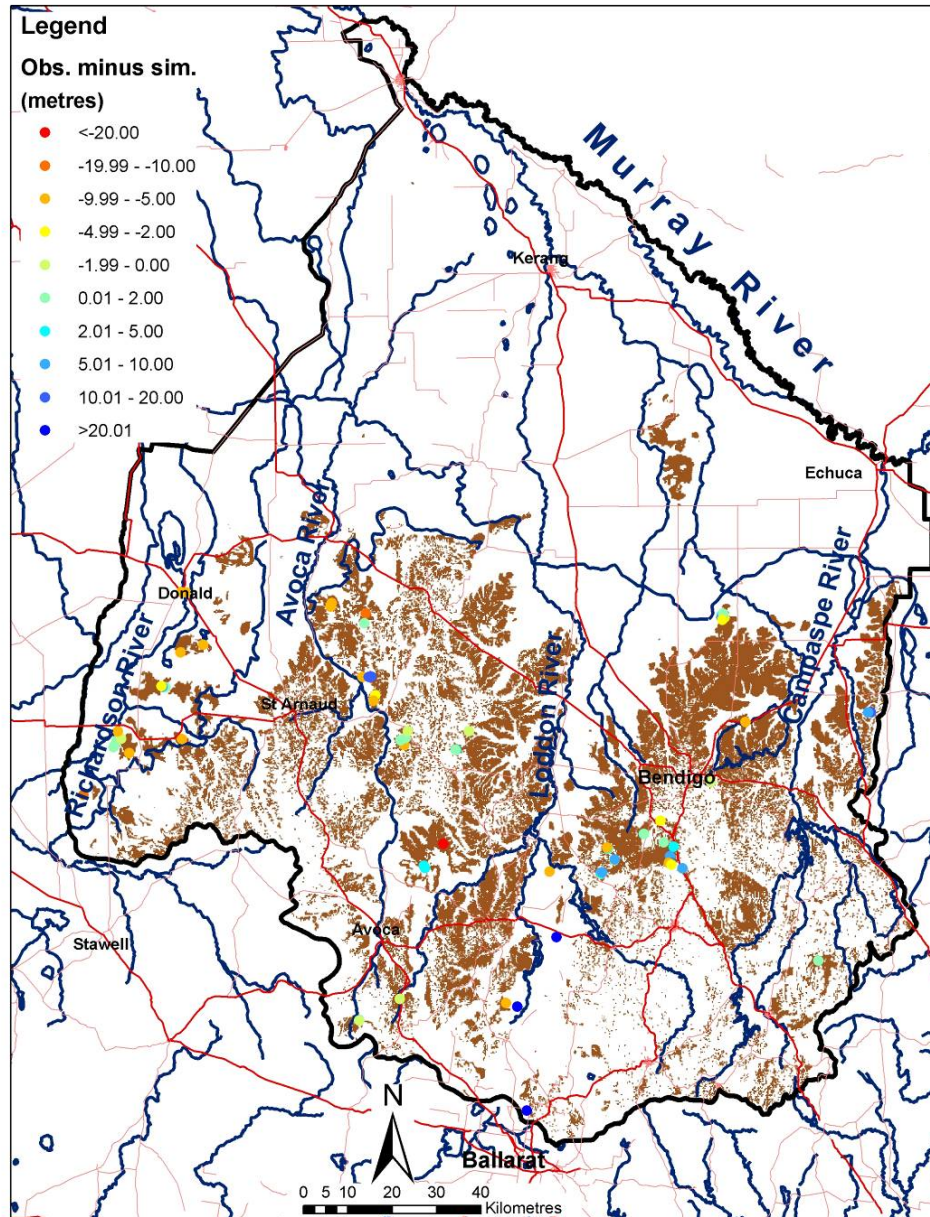 Legend
Obs. minus sim.
(metres)
<-20.00
-19.99 - -10.00
-9.99 - -5.00
-4.99 - -2.00
-1.99 - 0.00
0.01 - 2.00
2.01 - 5.00
5.01 - 10.00
10.01 - 20.00
>20.01
Murray River
Kerang
Echuca
Avoca River
Campaspe River
Donald
Richardson River
St Arnaud
Loddon River
Bendigo
Avoca
Stawell
N
Ballarat
0 5 10 20 30 40
Kilometres